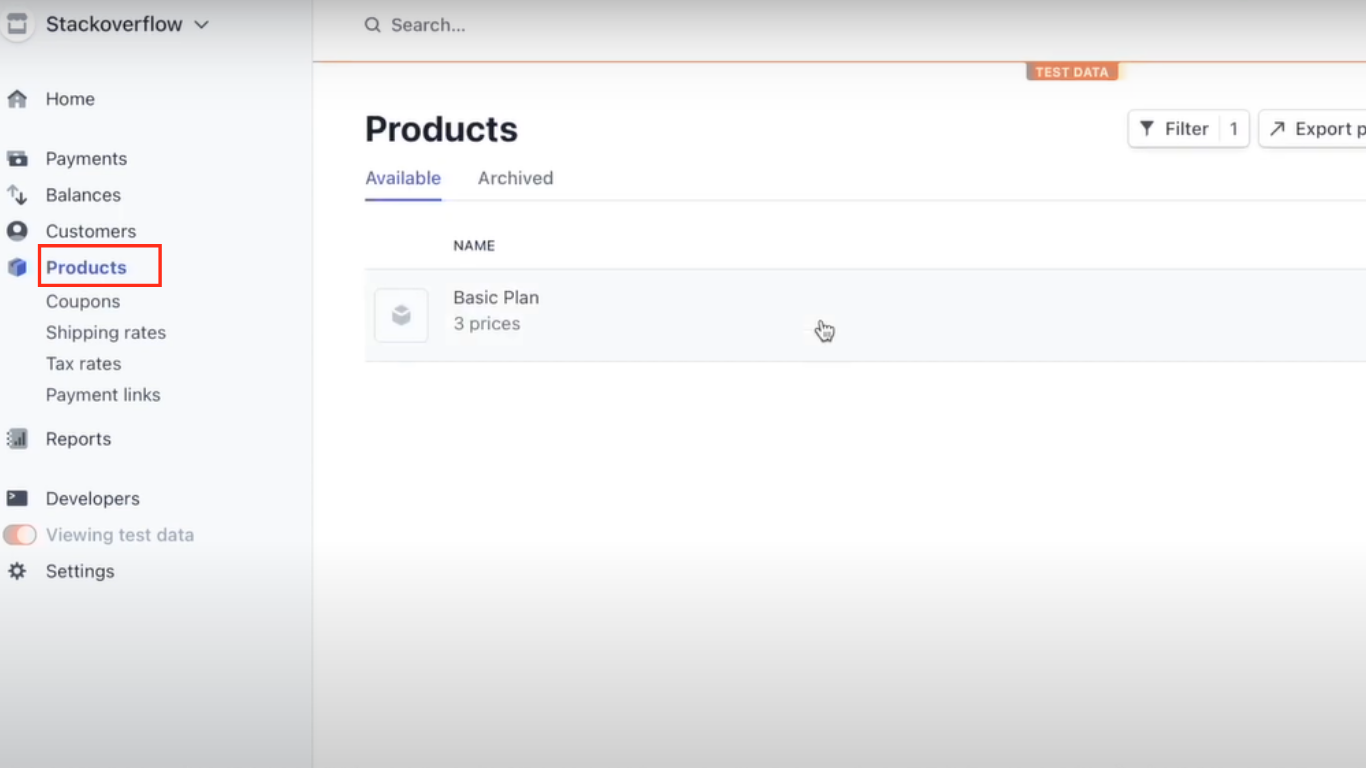 Stackoverflow
Search...
TEST DATA
Home
Payments
Balances
Customers
Products
Coupons
Shipping rates
Tax rates
Payment links
Reports
Developers
Viewing test data
Settings
Products
Filter 1
Export p
Available Archived
NAME
Basic Plan
3 prices